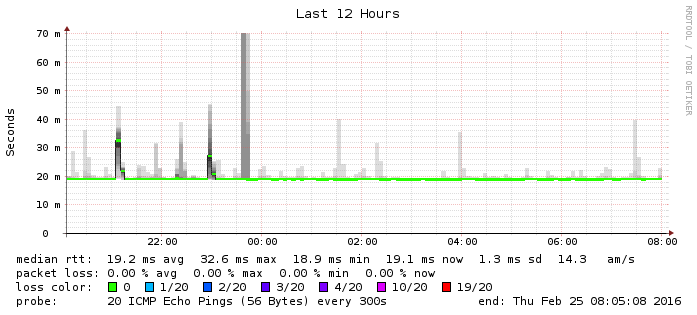 Last 12 Hours
RRDTOOL / TOBI OETIKER
Seconds
70 m
60 m
50 m
40 m
30 m
20 m
10 m
0
22:00 00:00 02:00 04:00 06:00 08:00
median rtt: 19.2 ms avg 32.6 ms max 18.9 ms min 19.1 ms now 1.3 ms sd 14.3 am/s
packet loss: 0.00 % avg 0.00 % max 0.00 % min 0.00 % now
loss color: 0 1/20 2/20 3/20 4/20 10/20 19/20
probe: 20 ICMP Echo Pings (56 Bytes) every 300s end: Thu Feb 25 08:05:08 2016